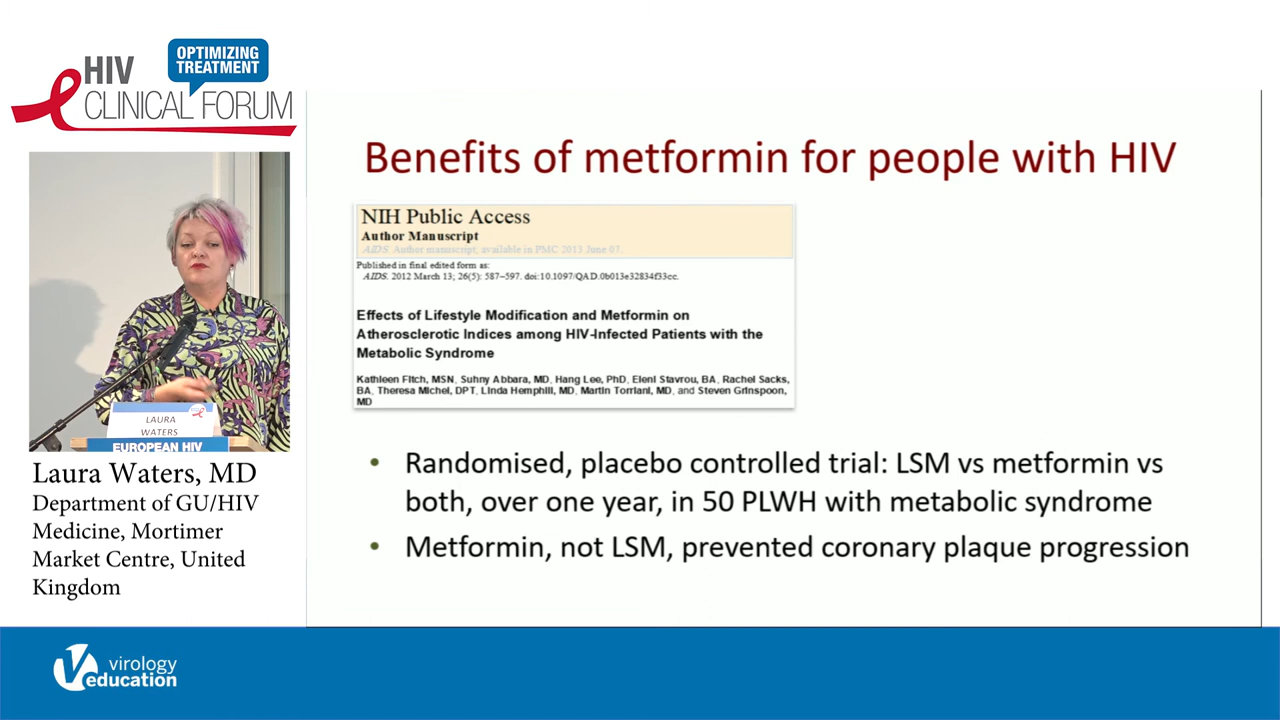 HIV
CLINICAL FORUM
OPTIMIZING
TREATMENT
LAURA
WATERS
EUROPEAN HIV
Laura Waters, MD
Department of GU/HIV
Medicine, Mortimer
Market Centre, United
Kingdom
Benefits of metformin for people with HIV
NIH Public Access
Author Manuscript
AIDS. Author manuscript; available in PMC 2013 June 07.
Published in final edited form as:
AIDS. 2012 March 13; 26(5): 587–597. doi:10.1097/QAD.0b013e32834f33cc.
Effects of Lifestyle Modification and Metformin on
Atherosclerotic Indices among HIV-Infected Patients with the
Metabolic Syndrome
Kathleen Fitch, MSN, Suhny Abbara, MD, Hang Lee, PhD, Eleni Stavrou, BA, Rachel Sacks,
BA, Theresa Michel, DPT, Linda Hemphill, MD, Martin Torriani, MD, and Steven Grinspoon,
MD
• Randomised, placebo controlled trial: LSM vs metformin vs
both, over one year, in 50 PLWH with metabolic syndrome
• Metformin, not LSM, prevented coronary plaque progression
virology
education